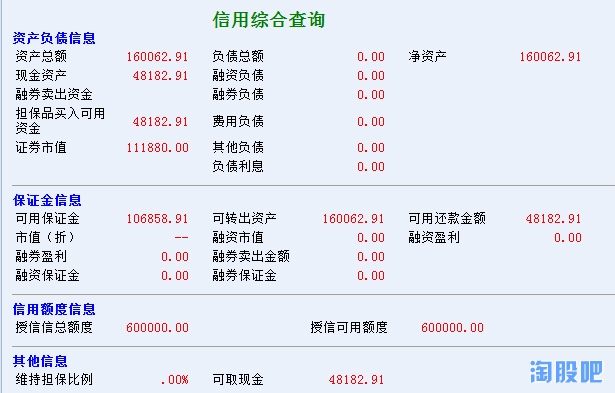 信用综合查询
资产负债信息
资产总额 160062.91 负债总额 0.00 净资产 160062.91
现金资产 48182.91 融资负债 0.00
融券卖出资金 融券负债 0.00
担保品买入可用
资金 48182.91 费用负债 0.00
证券市值 111880.00 其他负债 0.00
负债利息 0.00
保证金信息
可用保证金 106858.91 可转出资产 160062.91 可用还款金额 48182.91
市值（折） -- 融资市值 0.00 融资盈利 0.00
融券盈利 0.00 融券卖出金额 0.00
融资保证金 0.00 融券保证金 0.00
信用额度信息
授信信总额度 600000.00 授信可用额度 600000.00
其他信息
维持担保比例 .00% 可取现金 48182.91
淘股吧